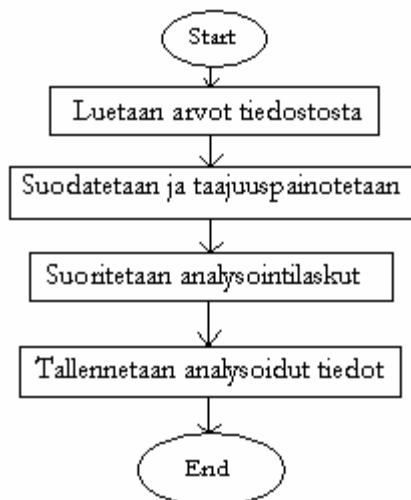 Start
Luetaan arvot tiedostosta
Suodatetaan ja taajuuspainotetaan
Suoritetaan analysointilaskut
Tallennetaan analysoidut tiedot
End